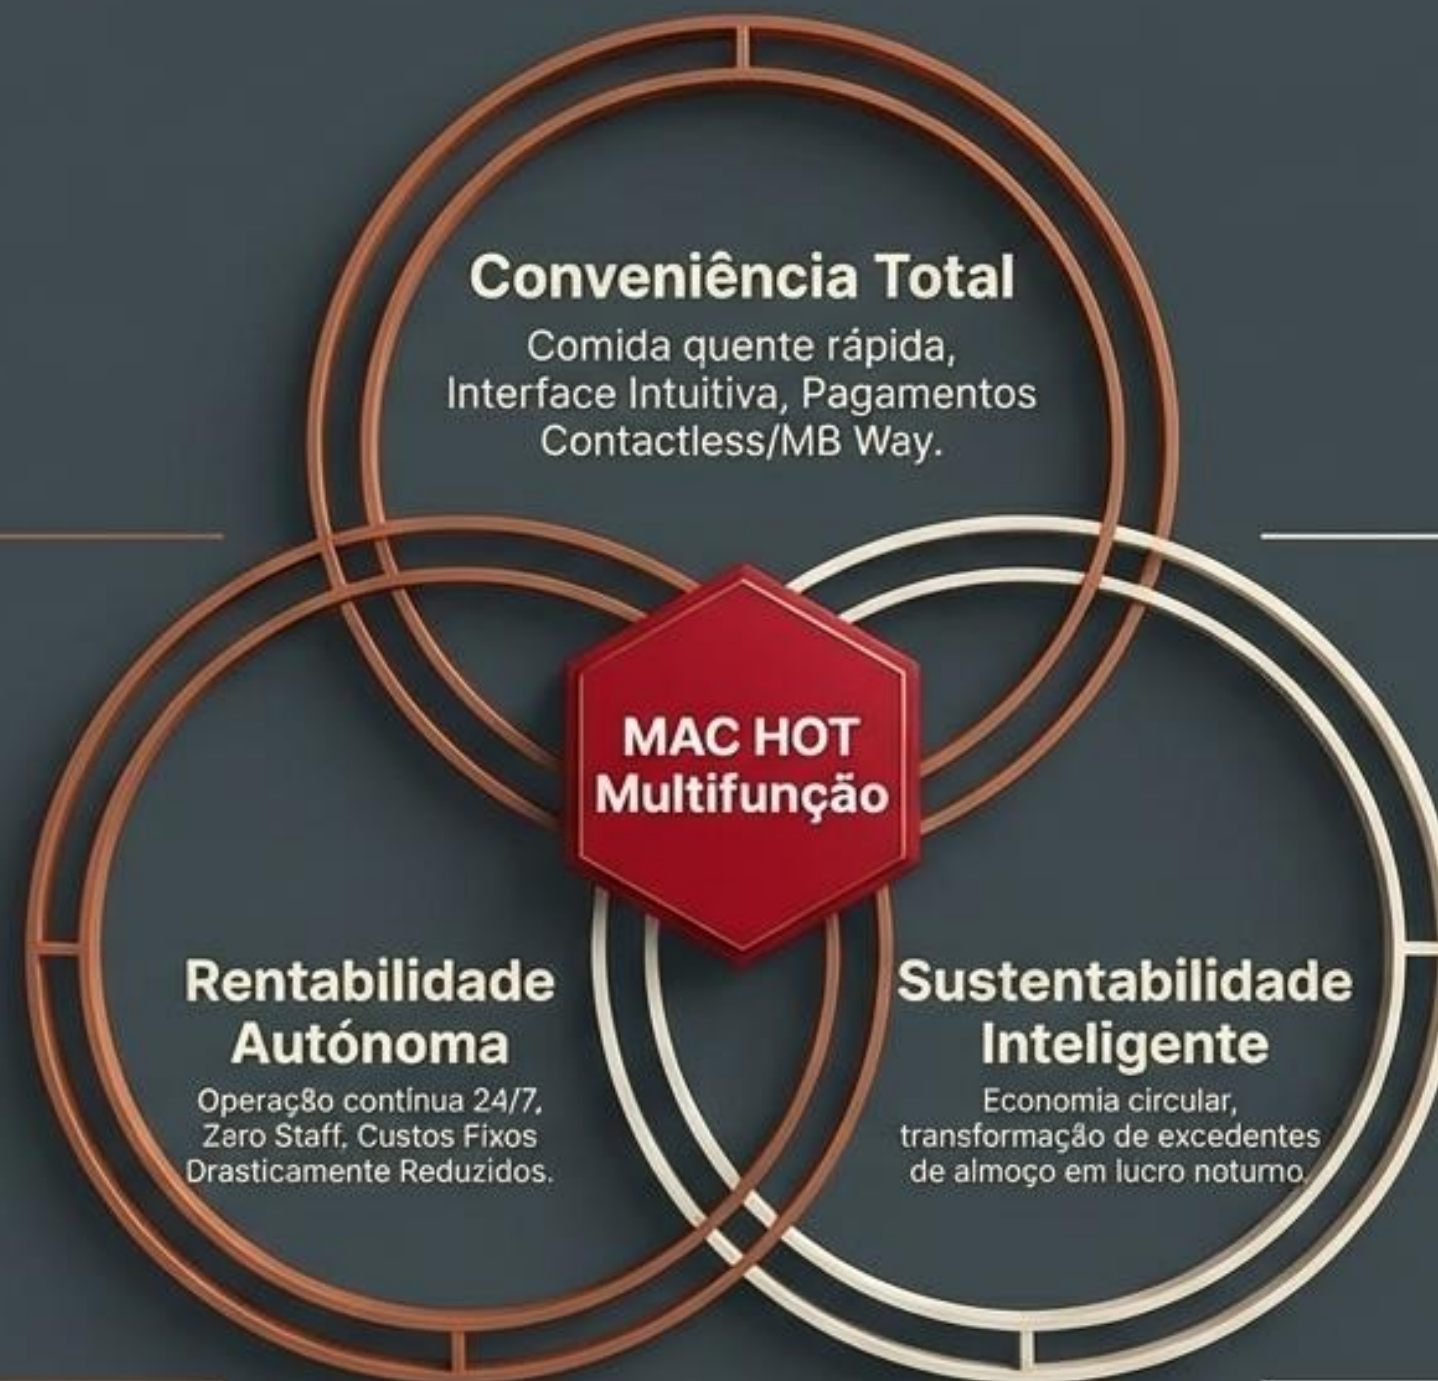 Conveniência Total
Comida quente rápida,
Interface Intuitiva, Pagamentos
Contactless/MB Way.
MAC HOT
Multifunção
Rentabilidade
Autónoma
Operação contínua 24/7,
Zero Staff, Custos Fixos
Drasticamente Reduzidos.
Sustentabilidade
Inteligente
Economia circular,
transformação de excedentes
de almoço em lucro noturno.